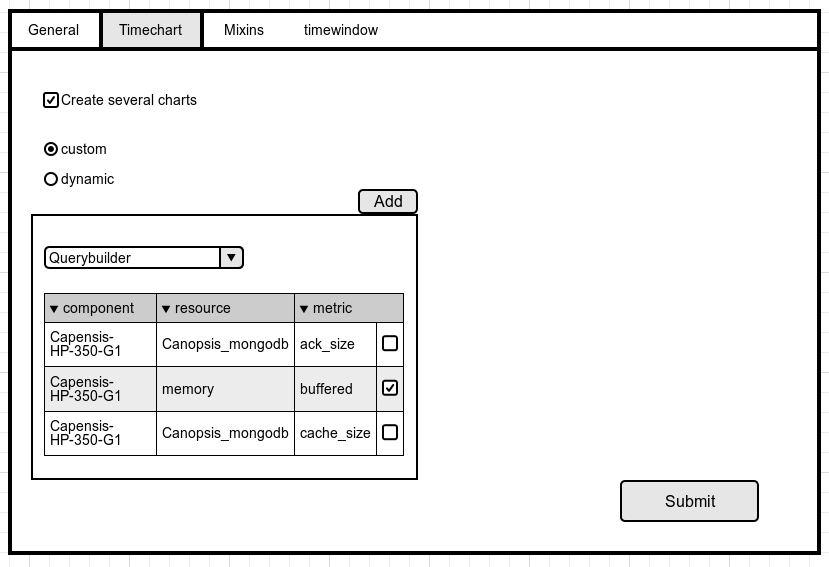 General Timechart Mixins timewindow
Create several charts
custom
dynamic
Add
Querybuilder
component resource metric
Capensis-
HP-350-G1 Canopsis_mongodb ack_size
Capensis-
HP-350-G1 memory buffered
Capensis-
HP-350-G1 Canopsis_mongodb cache_size
Submit